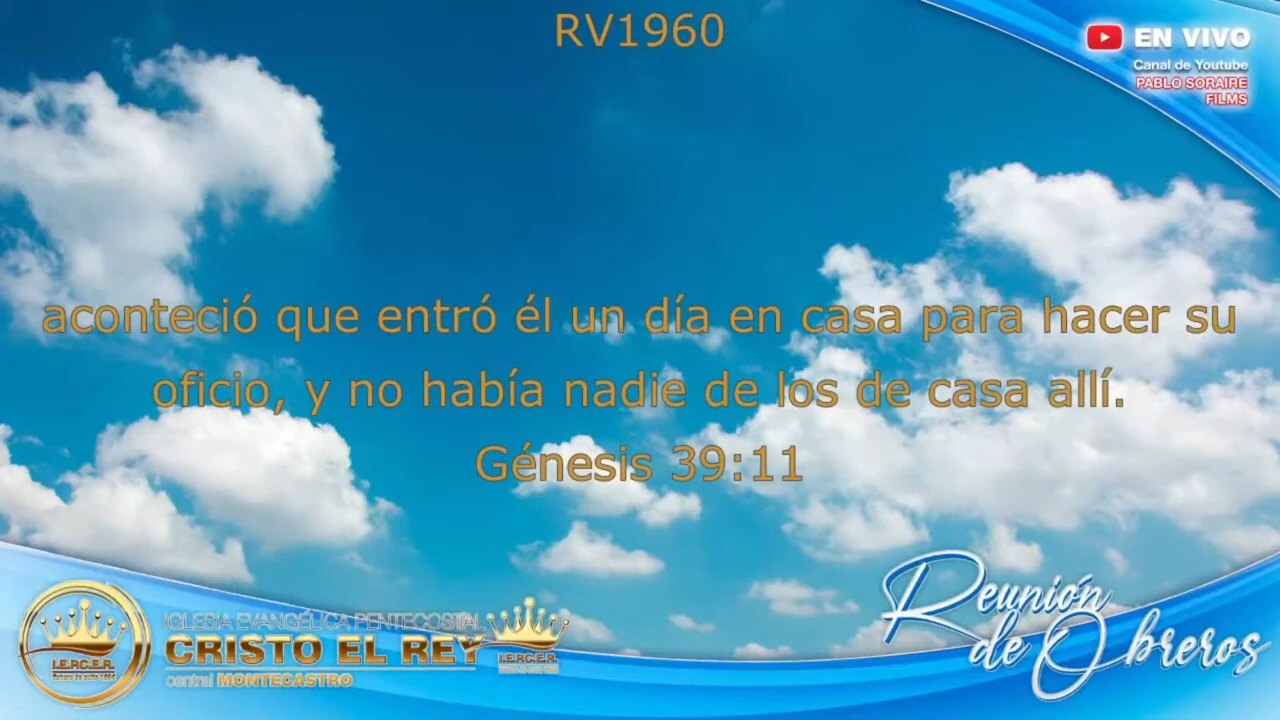 RV1960
EN VIVO
Canal de Youtube
PABLO SORAIRE
FILMS
aconteció que entró él un día en casa para hacer su
oficio, y no había nadie de los de casa allí.
Génesis 39:11
I.E.P.C.E.R.
IGLESIA EVANGÉLICA PENTECOSTAL
CRISTO EL REY
central MONTECASTRO
I.E.P.C.E.R.
Reunión
de Obreros